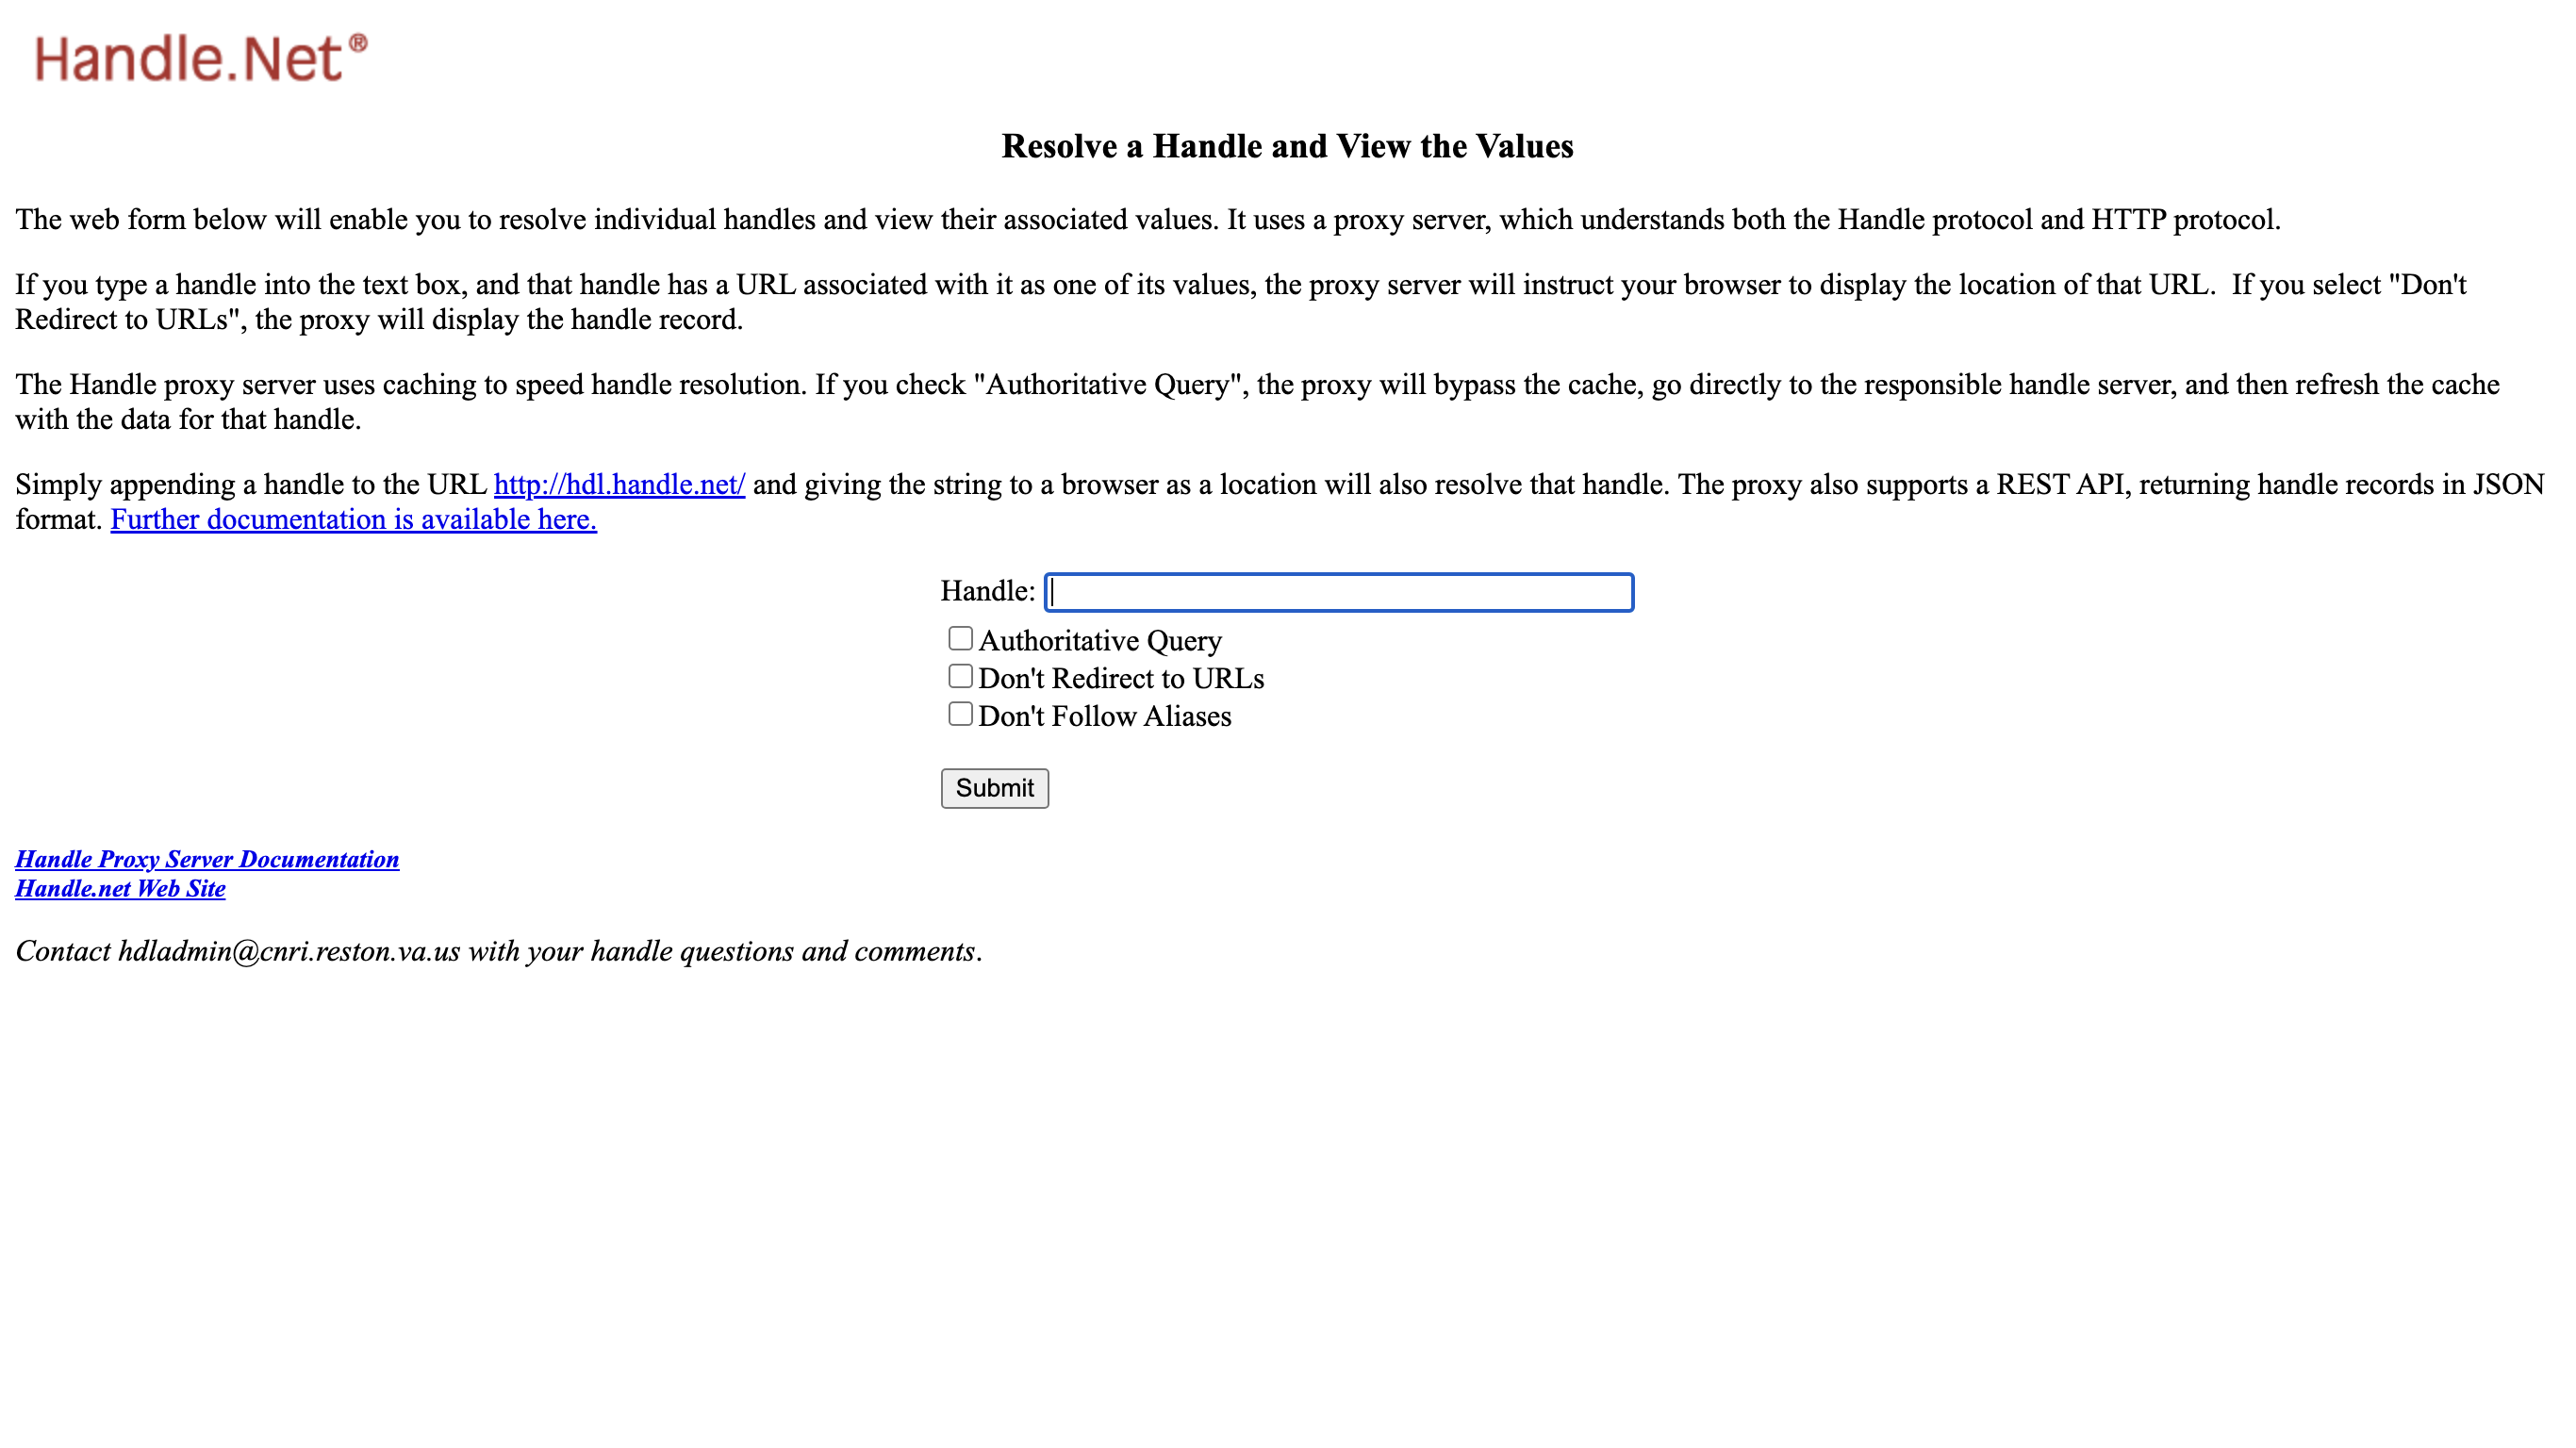 Handle.Net®
Resolve a Handle and View the Values
The web form below will enable you to resolve individual handles and view their associated values. It uses a proxy server, which understands both the Handle protocol and HTTP protocol.
If you type a handle into the text box, and that handle has a URL associated with it as one of its values, the proxy server will instruct your browser to display the location of that URL.  If you select "Don't
Redirect to URLs", the proxy will display the handle record.
The Handle proxy server uses caching to speed handle resolution. If you check "Authoritative Query", the proxy will bypass the cache, go directly to the responsible handle server, and then refresh the cache
with the data for that handle.
Simply appending a handle to the URL http://hdl.handle.net/ and giving the string to a browser as a location will also resolve that handle. The proxy also supports a REST API, returning handle records in JSON
format. Further documentation is available here.
Handle:
Authoritative Query
Don't Redirect to URLs
Don't Follow Aliases
Submit
Handle Proxy Server Documentation
Handle.net Web Site
Contact hdladmin@cnri.reston.va.us with your handle questions and comments.